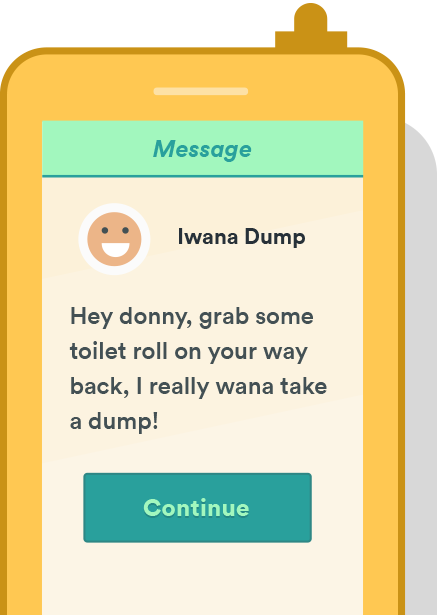 Message
Iwana Dump
Hey donny, grab some
toilet roll on your way
back, I really wana take
a dump!
Continue